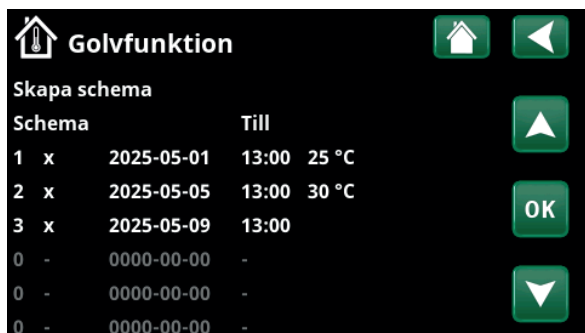 Golvfunktion
Skapa schema
Schema Till
1 x 2025-05-01 13:00 25 °C
2 x 2025-05-05 13:00 30 °C
3 x 2025-05-09 13:00
0 - 0000-00-00 -
0 - 0000-00-00 -
0 - 0000-00-00 -
OK